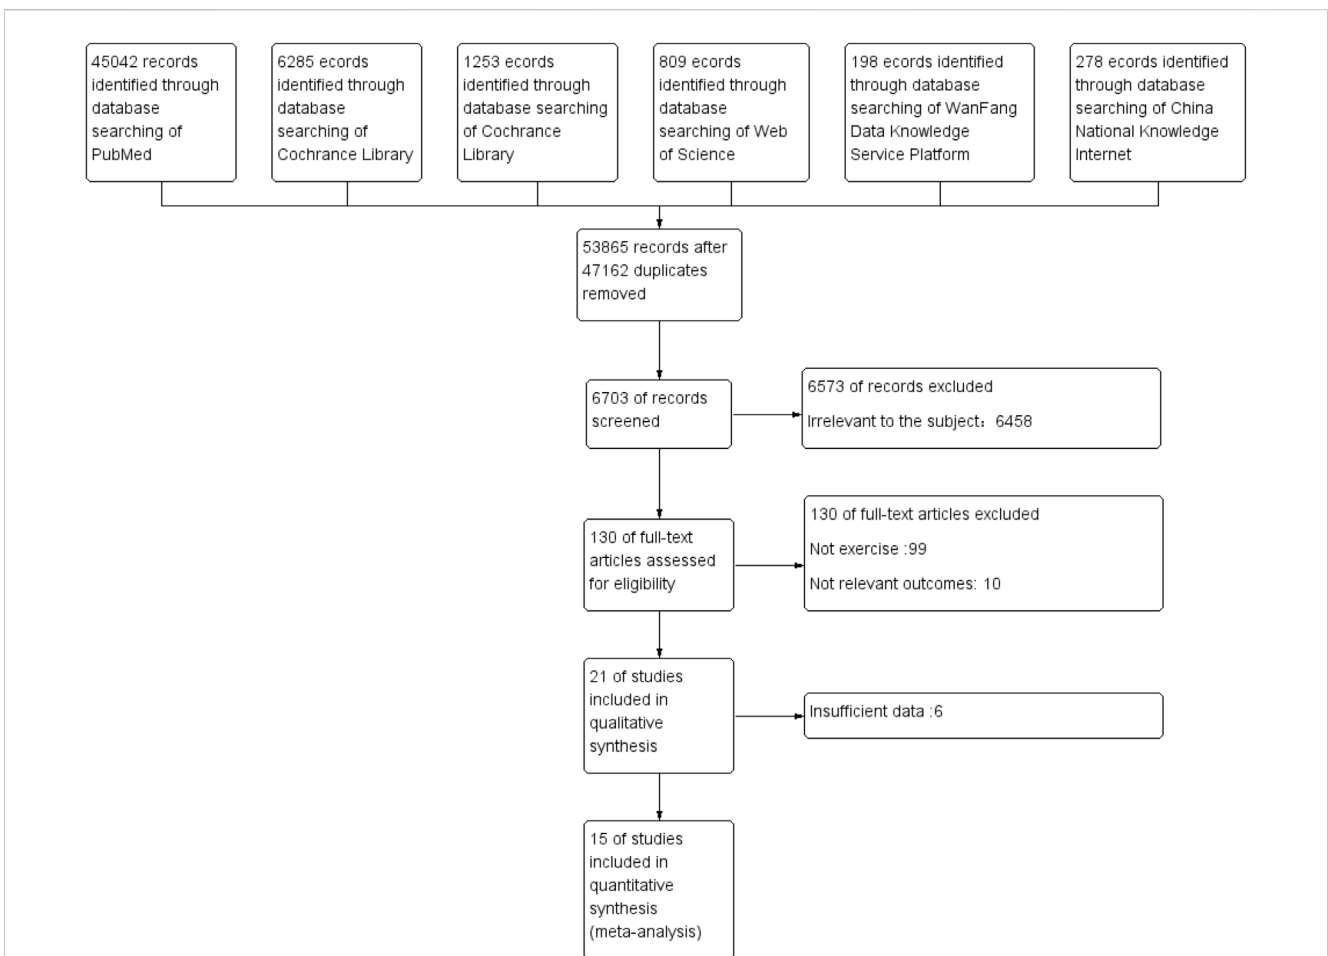 45042 records
identified through
database
searching of
PubMed
6285 ecords
identified through
database
searching of
Cochrance Library
1253 ecords
identified through
database searching
of Cochrance
Library
809 ecords
identified through
database
searching of Web
of Science
198 ecords identified
through database
searching of WanFang
Data Knowledge
Service Platform
278 ecords identified
through database
searching of China
National Knowledge
Internet
53865 records after
47162 duplicates
removed
6703 of records
screened
6573 of records excluded
Irrelevant to the subject：6458
130 of full-text
articles assessed
for eligibility
130 of full-text articles excluded
Not exercise :99
Not relevant outcomes: 10
21 of studies
included in
qualitative
synthesis
Insufficient data :6
15 of studies
included in
quantitative
synthesis
(meta-analysis)